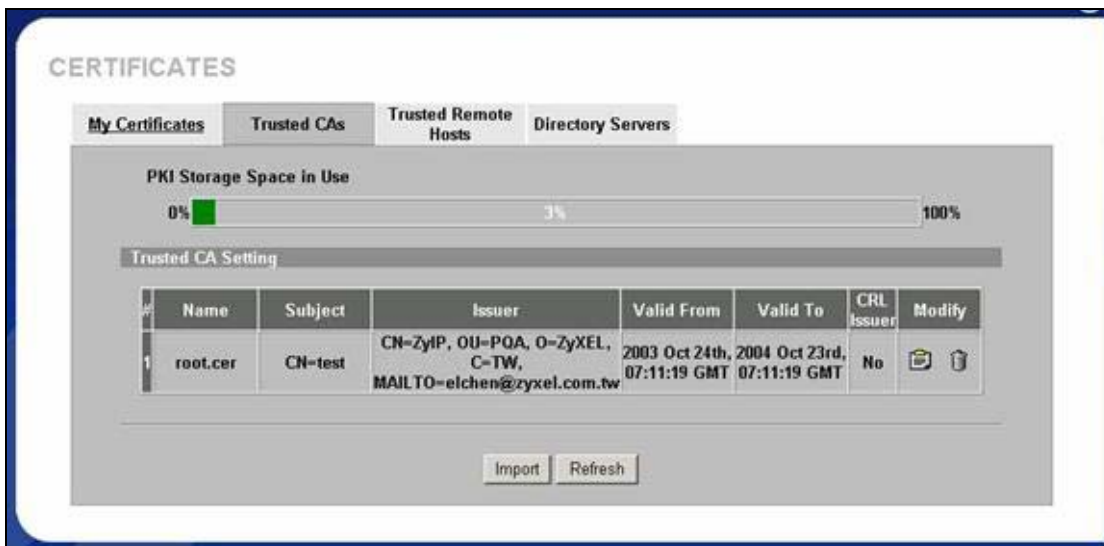 CERTIFICATES
My Certificates
Trusted CAs
Trusted Remote
Hosts
Directory Servers
PKI Storage Space in Use
0%
3%
100%
Trusted CA Setting
#
Name
Subject
Issuer
Valid From
Valid To
CRL
Issuer
Modify
1
root.cer
CN=test
CN=ZyIP, OU=PQA, O=ZyXEL,
C=TW,
MAILTO=elchen@zyxel.com.tw
2003 Oct 24th,
07:11:19 GMT
2004 Oct 23rd,
07:11:19 GMT
No
Import
Refresh